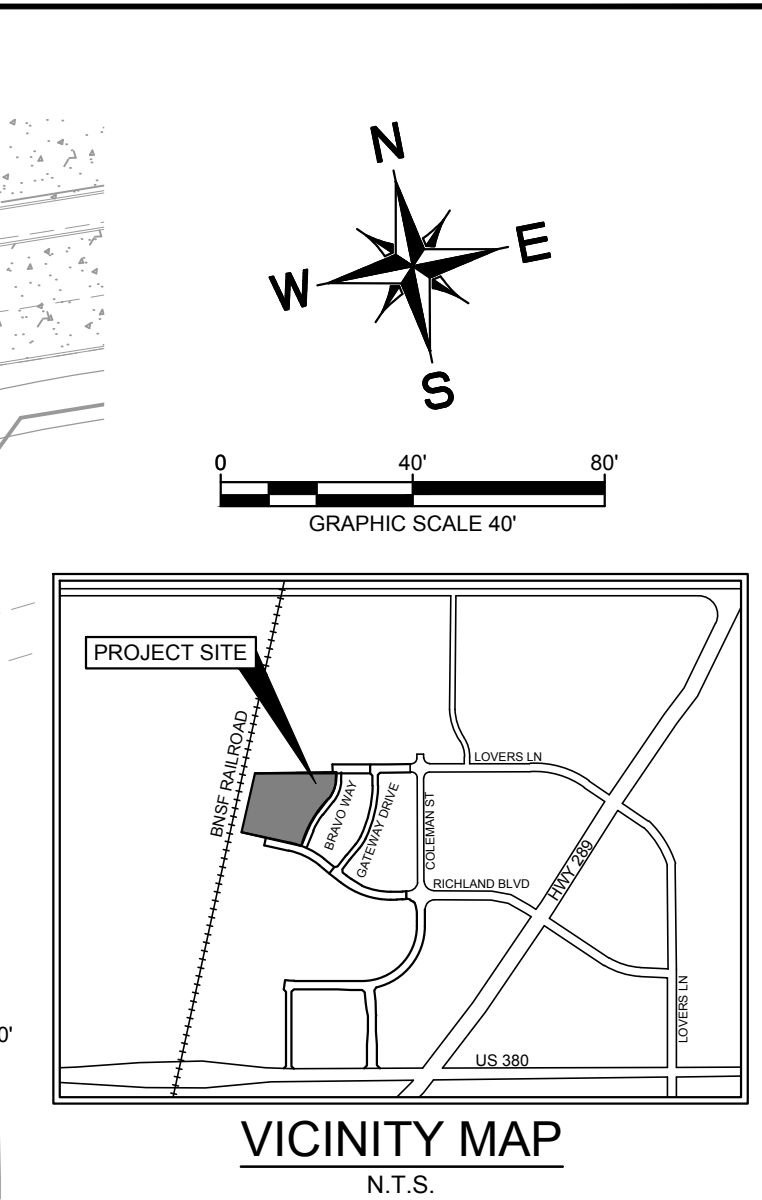 N
E
W
S
0 40' 80'
GRAPHIC SCALE 40'
PROJECT SITE
BNSF RAILROAD
LOVERS LN
BRAVO WAY
GATEWAY DRIVE
COLEMAN ST
HWY 289
RICHLAND BLVD
LOVERS LN
0'
US 380
VICINITY MAP
N.T.S.